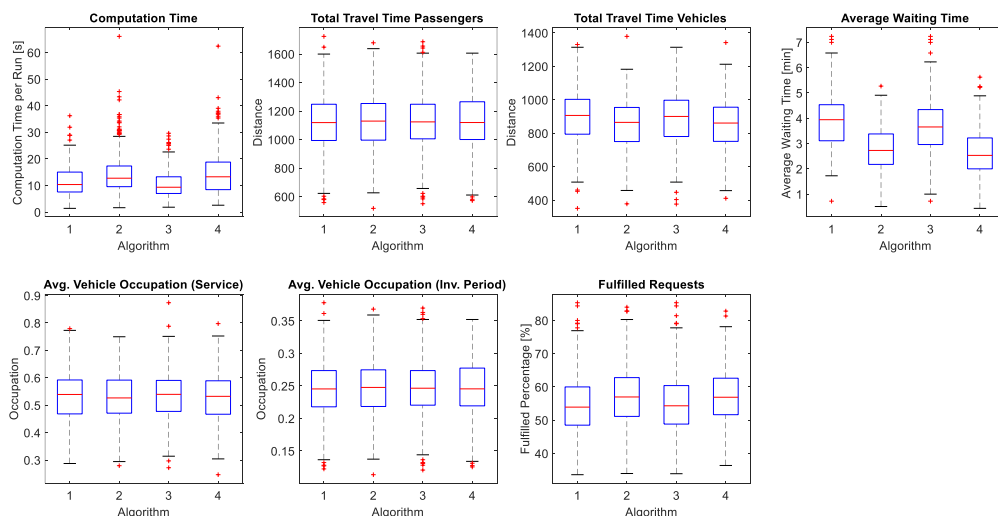 Computation Time
Computation Time per Run [s]
60
50
40
30
20
10
0
1 2 3 4
Algorithm
Total Travel Time Passengers
Distance
1600
1400
1200
1000
800
600
1 2 3 4
Algorithm
Total Travel Time Vehicles
Distance
1400
1200
1000
800
600
400
1 2 3 4
Algorithm
Average Waiting Time
Average Waiting Time [min]
7
6
5
4
3
2
1
1 2 3 4
Algorithm
Avg. Vehicle Occupation (Service)
Occupation
0.9
0.8
0.7
0.6
0.5
0.4
0.3
1 2 3 4
Algorithm
Avg. Vehicle Occupation (Inv. Period)
Occupation
0.35
0.3
0.25
0.2
0.15
1 2 3 4
Algorithm
Fulfilled Requests
Fulfilled Percentage [%]
80
70
60
50
40
1 2 3 4
Algorithm